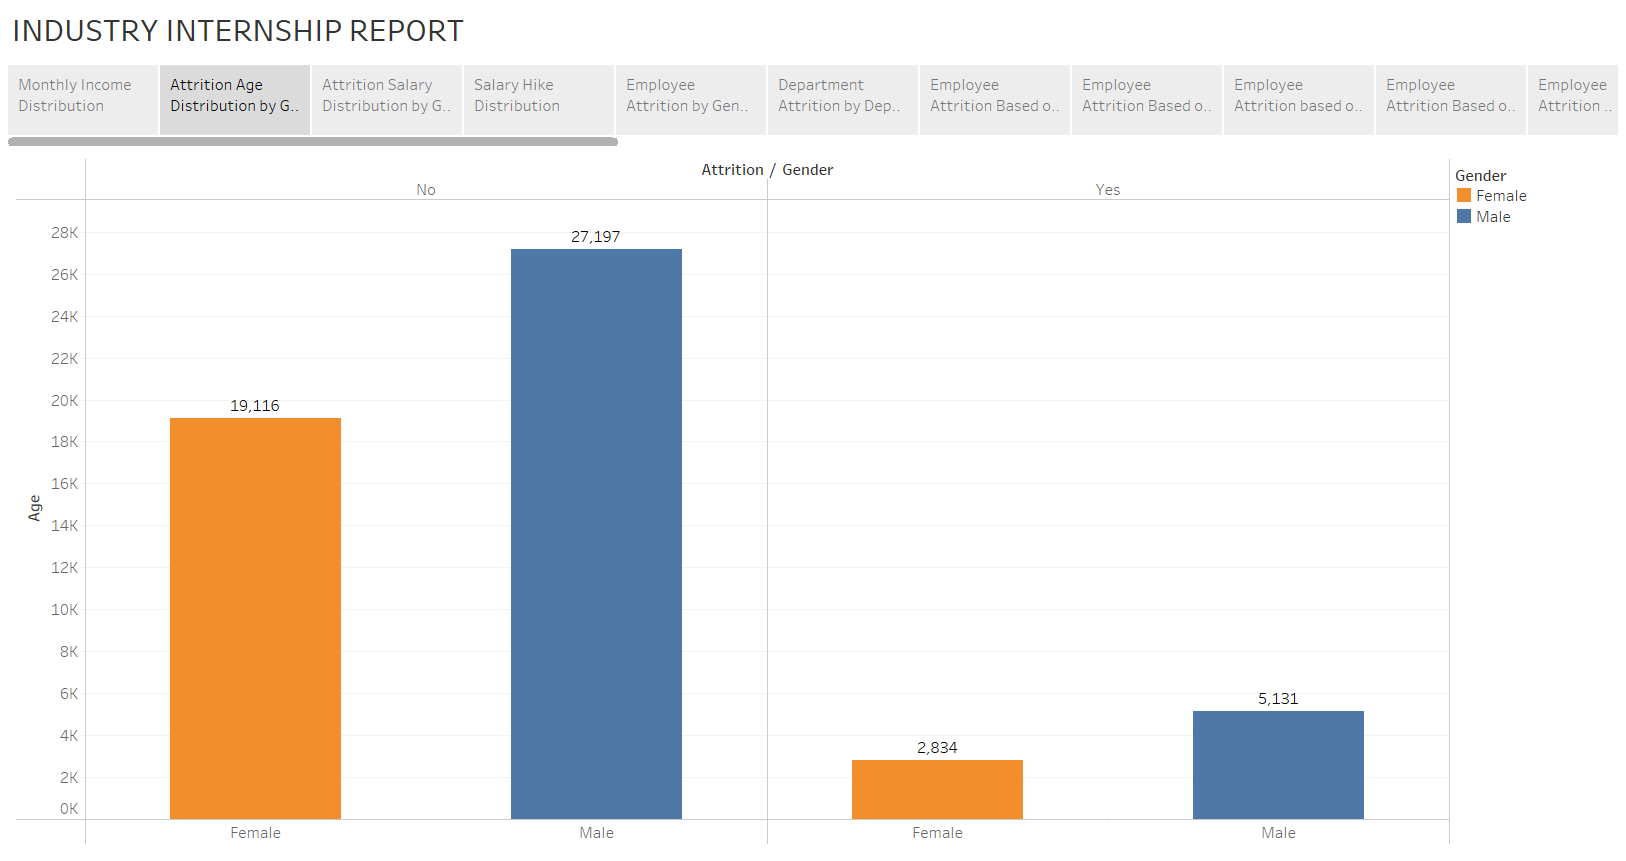 INDUSTRY INTERNSHIP REPORT
Monthly Income
Distribution
Attrition Age
Distribution by G..
Attrition Salary
Distribution by G..
Salary Hike
Distribution
Employee
Attrition by Gen..
Department
Attrition by Dep..
Employee
Attrition Based o..
Employee
Attrition Based o..
Employee
Attrition based o..
Employee
Attrition Based o..
Employee
Attrition ..
Attrition / Gender
No
Yes
Gender
Female
Male
28K
26K
24K
22K
20K
18K
16K
14K
12K
10K
8K
6K
4K
2K
0K
Age
19,116
27,197
2,834
5,131
Female
Male
Female
Male